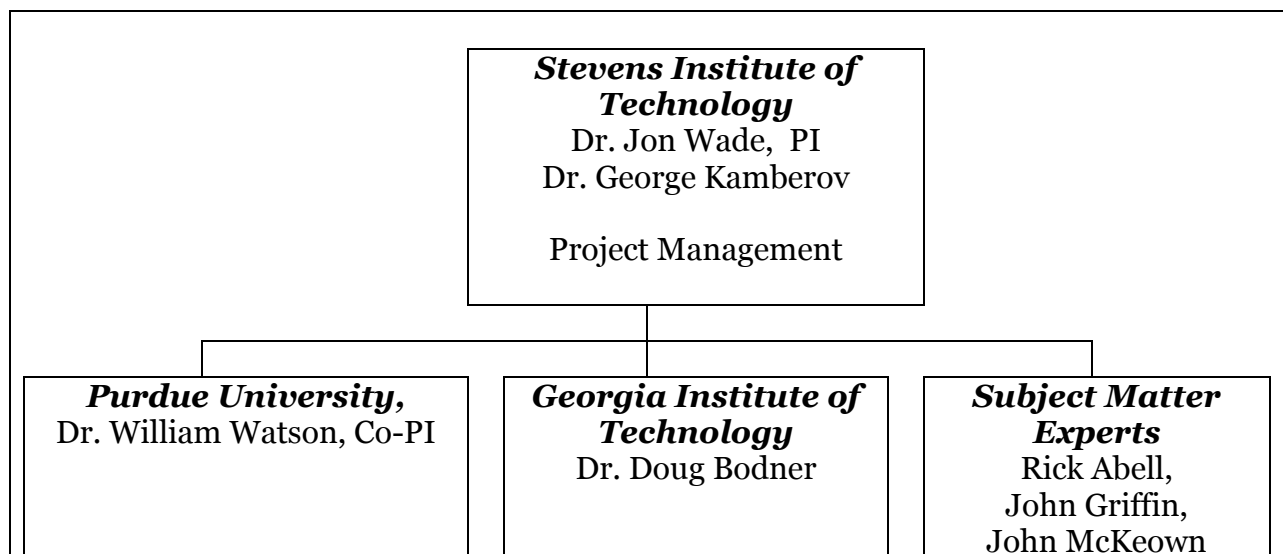 Stevens Institute of
Technology
Dr. Jon Wade,  PI
Dr. George Kamberov
Project Management
Purdue University,
Dr. William Watson, Co-PI
Georgia Institute of
Technology
Dr. Doug Bodner
Subject Matter
Experts
Rick Abell,
John Griffin,
John McKeown